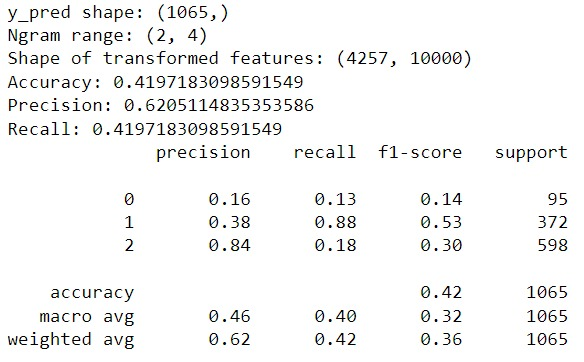 y_pred shape: (1065,)
Ngram range: (2, 4)
Shape of transformed features: (4257, 10000)
Accuracy: 0.4197183098591549
Precision: 0.6205114835353586
Recall: 0.4197183098591549
precision recall f1-score support
0 0.16 0.13 0.14 95
1 0.38 0.88 0.53 372
2 0.84 0.18 0.30 598
accuracy 0.42 1065
macro avg 0.46 0.40 0.32 1065
weighted avg 0.62 0.42 0.36 1065